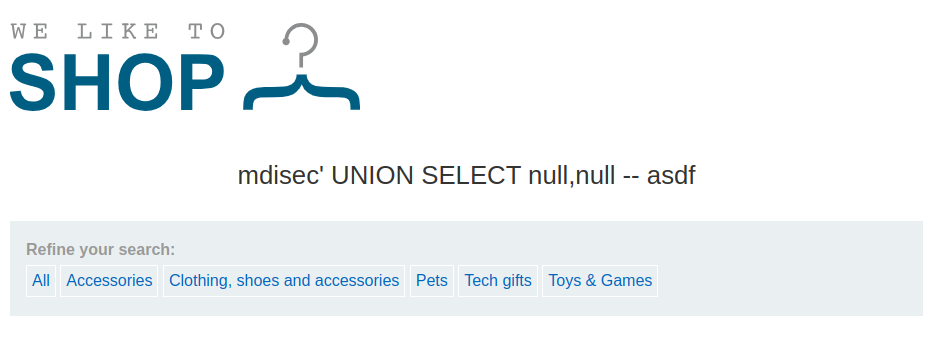 WE LIKE TO
SHOP
mdisec' UNION SELECT null,null -- asdf
Refine your search:
All Accessories Clothing, shoes and accessories Pets Tech gifts Toys & Games